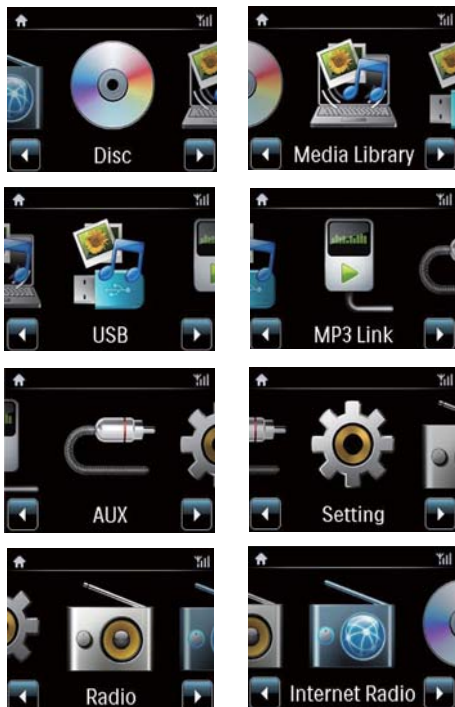 Disc
Media Library
USB
MP3 Link
AUX
Setting
Radio
Internet Radio